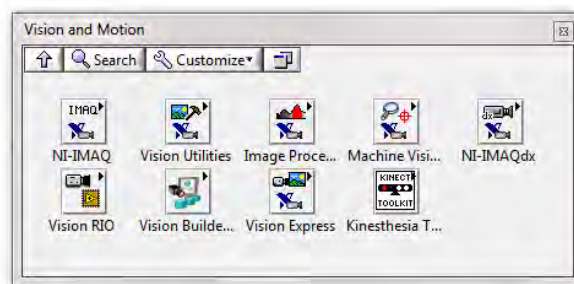 Vision and Motion
Search Customize
IMAQ
NI-IMAQ Vision Utilities Image Proce... Machine Visi... NI-IMAQdx
dx
KINECT
TOOLKIT
Vision RIO Vision Builde... Vision Express Kinesthesia T...